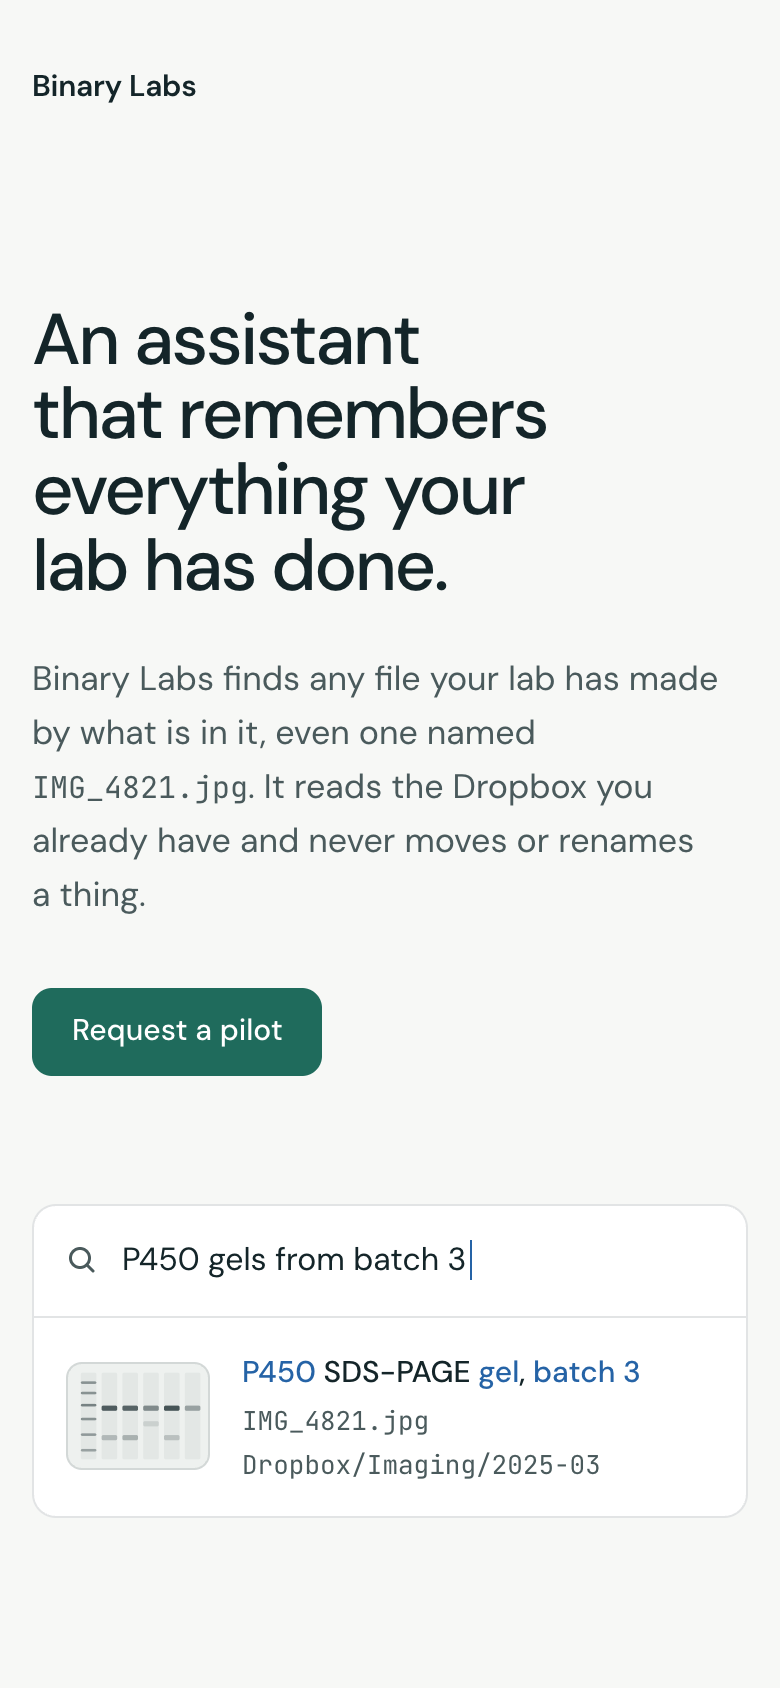 Binary Labs
An assistant
that remembers
everything your
lab has done.
Binary Labs finds any file your lab has made
by what is in it, even one named
IMG_4821.jpg. It reads the Dropbox you
already have and never moves or renames
a thing.
Request a pilot
P450 gels from batch 3
P450 SDS-PAGE gel, batch 3
IMG_4821.jpg
Dropbox/Imaging/2025-03